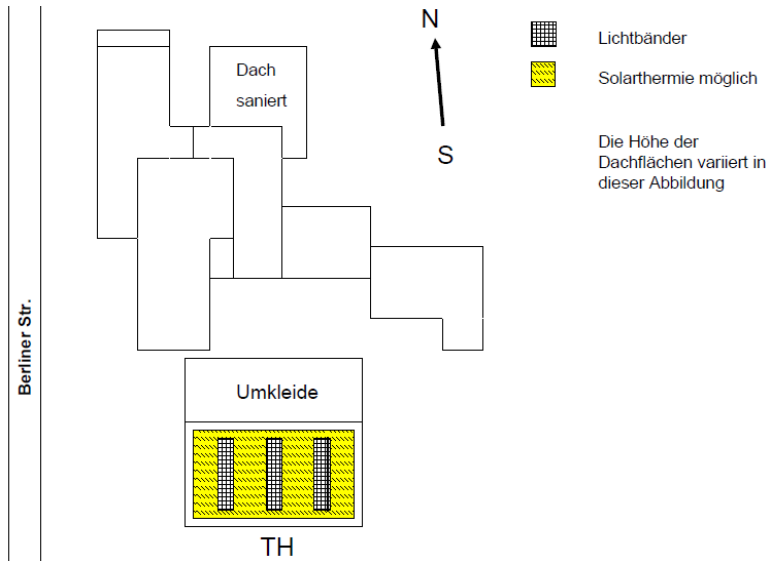 N
Lichtbänder
Dach
saniert
Solarthermie möglich
S
Die Höhe der
Dachflächen variiert in
dieser Abbildung
Berliner Str.
Umkleide
TH